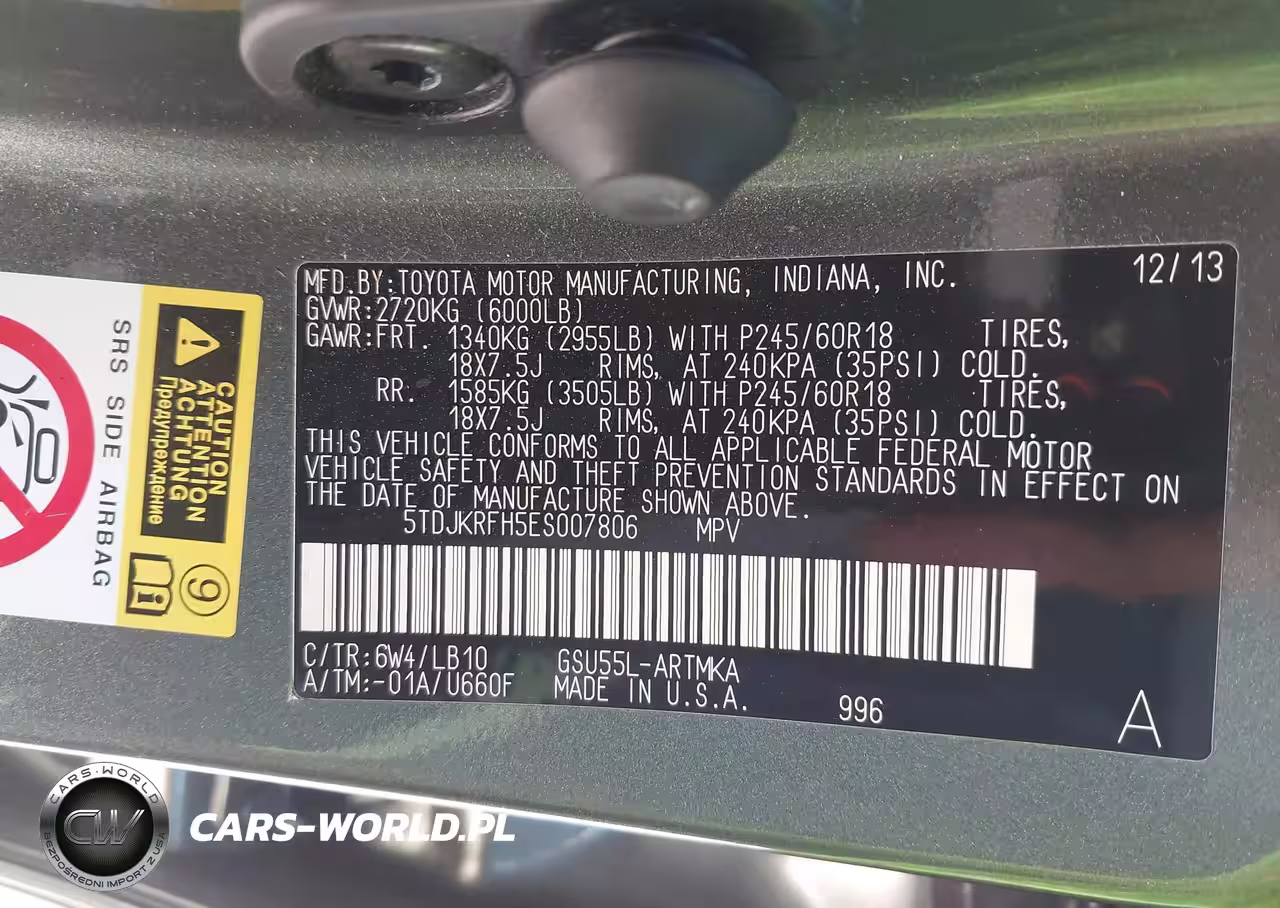 MFD.BY:TOYOTA MOTOR MANUFACTURING, INDIANA, INC. 12/13
GVWR:2720KG (6000LB)
GAWR:FRT. 1340KG (2955LB) WITH P245/60R18 TIRES,
18X7.5J RIMS, AT 240KPA (35PSI) COLD.
RR. 1585KG (3505LB) WITH P245/60R18 TIRES,
18X7.5J RIMS, AT 240KPA (35PSI) COLD.
THIS VEHICLE CONFORMS TO ALL APPLICABLE FEDERAL MOTOR
VEHICLE SAFETY AND THEFT PREVENTION STANDARDS IN EFFECT ON
THE DATE OF MANUFACTURE SHOWN ABOVE.
5TDJKRFH5ES007806 MPV
C/TR:6W4/LB10 GSU55L-ARTMKA
A/TM:-01A/U660F MADE IN U.S.A. 996
A
CAUTION
ATTENTION
ACHTUNG
Предупреждение
SRS SIDE AIRBAG
9
CARS-WORLD
CW
BEZPOŚREDNI IMPORT Z USA
CARS-WORLD.PL